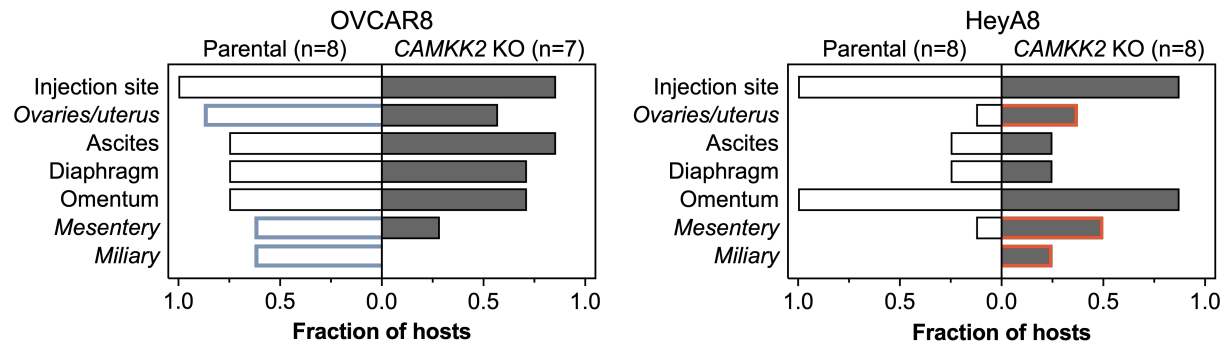 OVCAR8
Parental (n=8) CAMKK2 KO (n=7)
Injection site
Ovaries/uterus
Ascites
Diaphragm
Omentum
Mesentery
Miliary
1.0 0.5 0.0 0.5 1.0
Fraction of hosts
HeyA8
Parental (n=8) CAMKK2 KO (n=8)
Injection site
Ovaries/uterus
Ascites
Diaphragm
Omentum
Mesentery
Miliary
1.0 0.5 0.0 0.5 1.0
Fraction of hosts